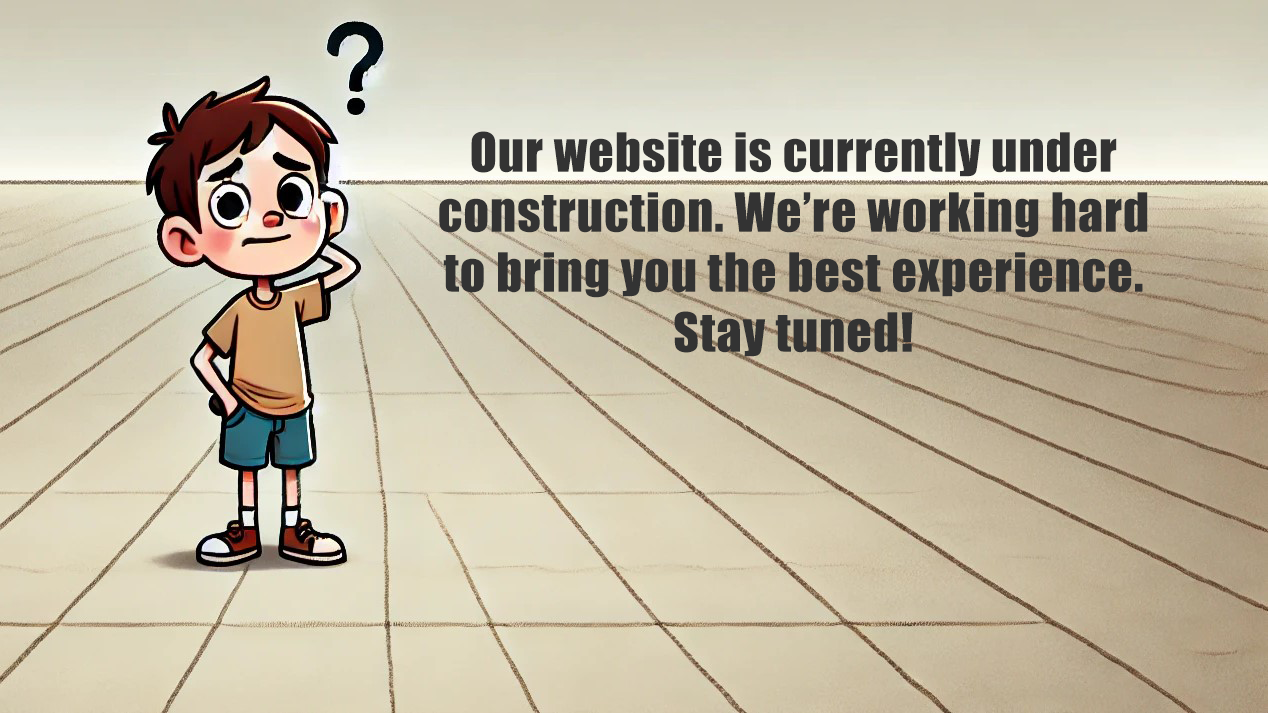 ?
Our website is currently under
construction. We’re working hard
to bring you the best experience.
Stay tuned!